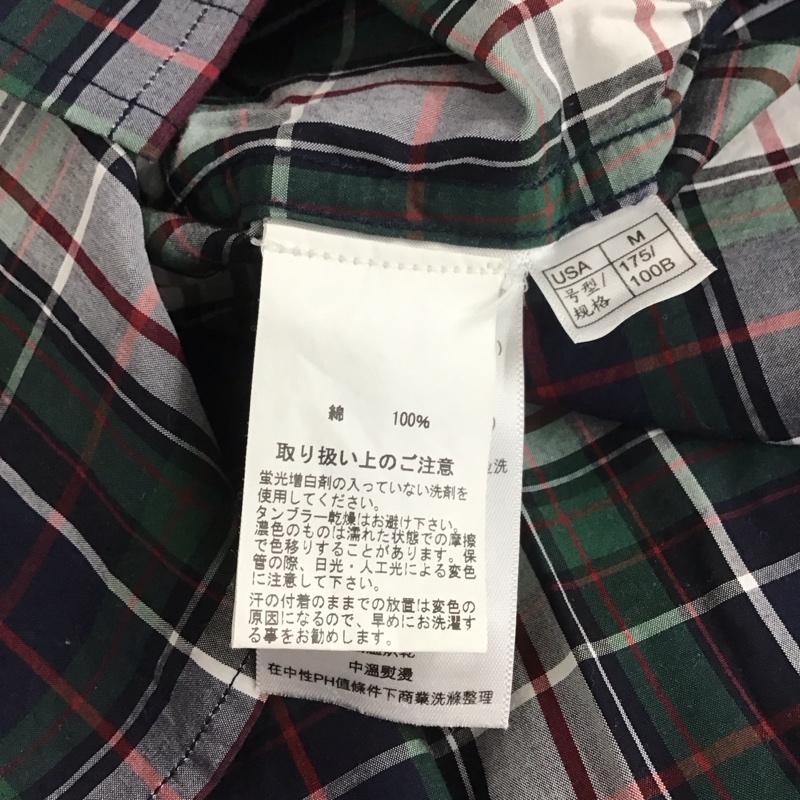 USA M
号型/ 175/
规格 100B
綿 100%
取り扱い上のご注意
蛍光増白剤の入っていない洗剤を
使用してください。
タンブラー乾燥はお避け下さい。
濃色のものは濡れた状態での摩擦
で色移りすることがあります。保
管の際、日光・人工光による変色
に注意して下さい。
汗の付着のままでの放置は変色の
原因になるので、早めにお洗濯す
る事をお勧めします。
中溫熨燙
在中性PH值條件下商業洗滌整理